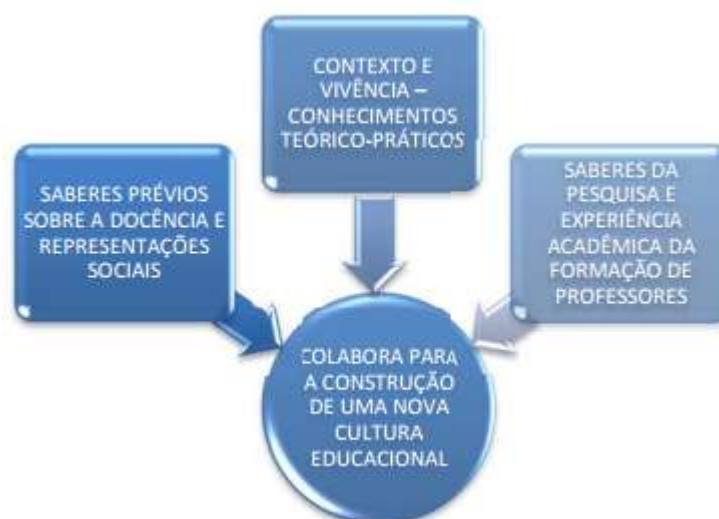 CONTEXTO E
VIVÊNCIA –
CONHECIMENTOS
TEÓRICO-PRÁTICOS
SABERES PRÉVIOS
SOBRE A DOCÊNCIA E
REPRESENTAÇÕES
SOCIAIS
SABERES DA
PESQUISA E
EXPERIÊNCIA
ACADÊMICA DA
FORMAÇÃO DE
PROFESSORES
COLABORA PARA
A CONSTRUÇÃO
DE UMA NOVA
CULTURA
EDUCACIONAL